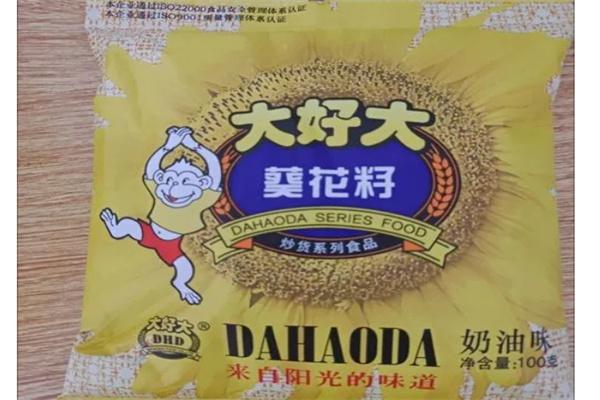 本企业通过ISO22000食品安全管理体系认证
本企业通过ISO9001质量管理体系认证
大好大
葵花籽
DAHAODA SERIES FOOD
炒货系列食品
大好大
DHD
®
DAHAODA
奶油味
净含量:100克
来自阳光的味道